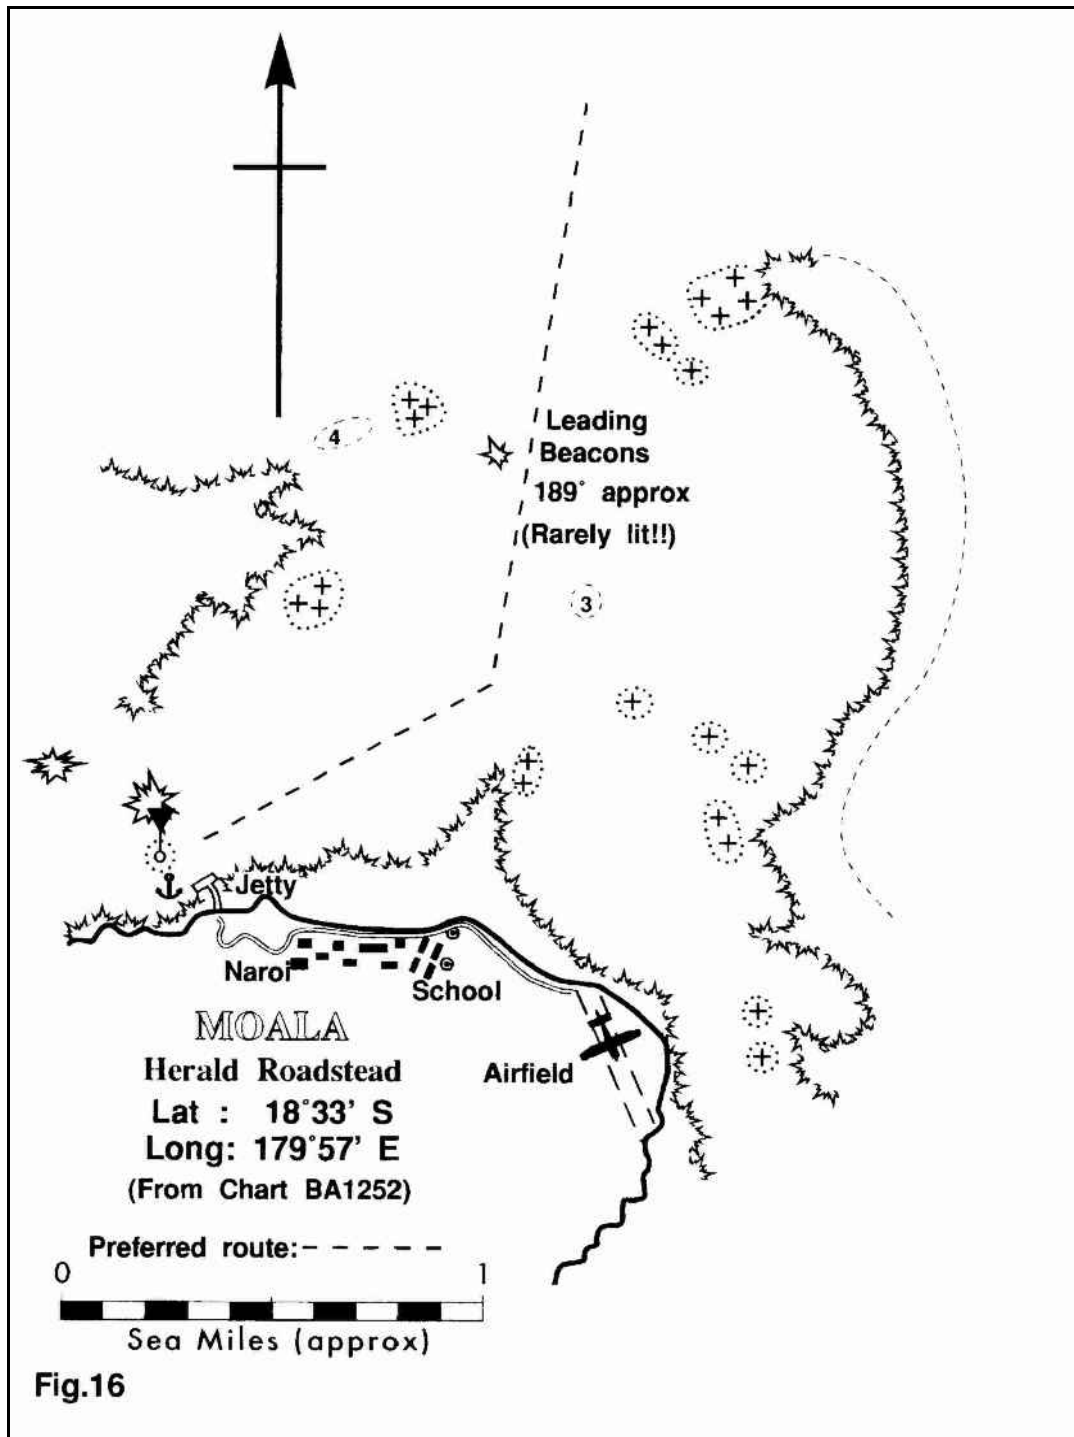 Leading
Beacons
189° approx
(Rarely lit!!)
4
3
Jetty
Naroi
School
Airfield
MOALA
Herald Roadstead
Lat : 18°33' S
Long: 179°57' E
(From Chart BA1252)
Preferred route:
0 1
Sea Miles (approx)
Fig.16